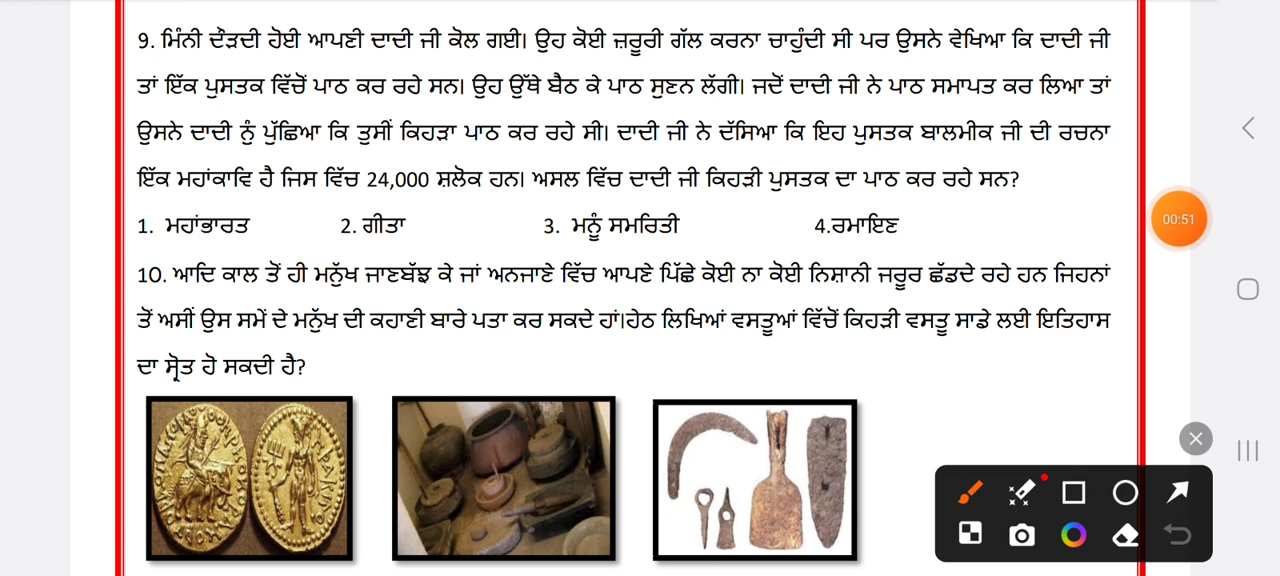 9. ਮਿੰਨੀ ਦੌੜਦੀ ਹੋਈ ਆਪਣੀ ਦਾਦੀ ਜੀ ਕੋਲ ਗਈ। ਉਹ ਕੋਈ ਜ਼ਰੂਰੀ ਗੱਲ ਕਰਨਾ ਚਾਹੁੰਦੀ ਸੀ ਪਰ ਉਸਨੇ ਵੇਖਿਆ ਕਿ ਦਾਦੀ ਜੀ
ਤਾਂ ਇੱਕ ਪੁਸਤਕ ਵਿੱਚੋਂ ਪਾਠ ਕਰ ਰਹੇ ਸਨ। ਉਹ ਉੱਥੇ ਬੈਠ ਕੇ ਪਾਠ ਸੁਣਨ ਲੱਗੀ। ਜਦੋਂ ਦਾਦੀ ਜੀ ਨੇ ਪਾਠ ਸਮਾਪਤ ਕਰ ਲਿਆ ਤਾਂ
ਉਸਨੇ ਦਾਦੀ ਨੂੰ ਪੁੱਛਿਆ ਕਿ ਤੁਸੀਂ ਕਿਹੜਾ ਪਾਠ ਕਰ ਰਹੇ ਸੀ। ਦਾਦੀ ਜੀ ਨੇ ਦੱਸਿਆ ਕਿ ਇਹ ਪੁਸਤਕ ਬਾਲਮੀਕ ਜੀ ਦੀ ਰਚਨਾ
ਇੱਕ ਮਹਾਂਕਾਵਿ ਹੈ ਜਿਸ ਵਿੱਚ 24,000 ਸ਼ਲੋਕ ਹਨ। ਅਸਲ ਵਿੱਚ ਦਾਦੀ ਜੀ ਕਿਹੜੀ ਪੁਸਤਕ ਦਾ ਪਾਠ ਕਰ ਰਹੇ ਸਨ?
1. ਮਹਾਂਭਾਰਤ 2. ਗੀਤਾ 3. ਮਨੂੰ ਸਮਰਿਤੀ 4.ਰਮਾਇਣ
10. ਆਦਿ ਕਾਲ ਤੋਂ ਹੀ ਮਨੁੱਖ ਜਾਣਬੁੱਝ ਕੇ ਜਾਂ ਅਨਜਾਣੇ ਵਿੱਚ ਆਪਣੇ ਪਿੱਛੇ ਕੋਈ ਨਾ ਕੋਈ ਨਿਸ਼ਾਨੀ ਜਰੂਰ ਛੱਡਦੇ ਰਹੇ ਹਨ ਜਿਹਨਾਂ
ਤੋਂ ਅਸੀਂ ਉਸ ਸਮੇਂ ਦੇ ਮਨੁੱਖ ਦੀ ਕਹਾਣੀ ਬਾਰੇ ਪਤਾ ਕਰ ਸਕਦੇ ਹਾਂ।ਹੇਠ ਲਿਖਿਆਂ ਵਸਤੂਆਂ ਵਿੱਚੋਂ ਕਿਹੜੀ ਵਸਤੂ ਸਾਡੇ ਲਈ ਇਤਿਹਾਸ
ਦਾ ਸ੍ਰੋਤ ਹੋ ਸਕਦੀ ਹੈ?
00:51